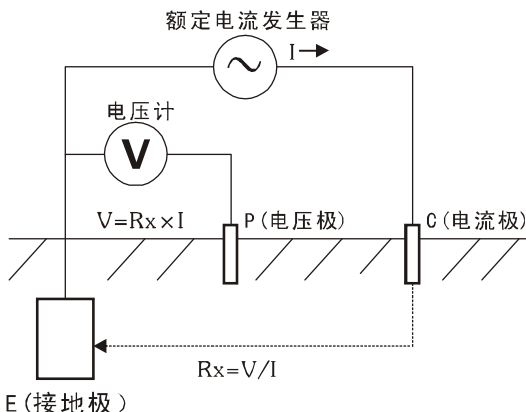 额定电流发生器
I
电压计
V
V=Rx×I
P(电压极)
C(电流极)
Rx=V/I
E(接地极)